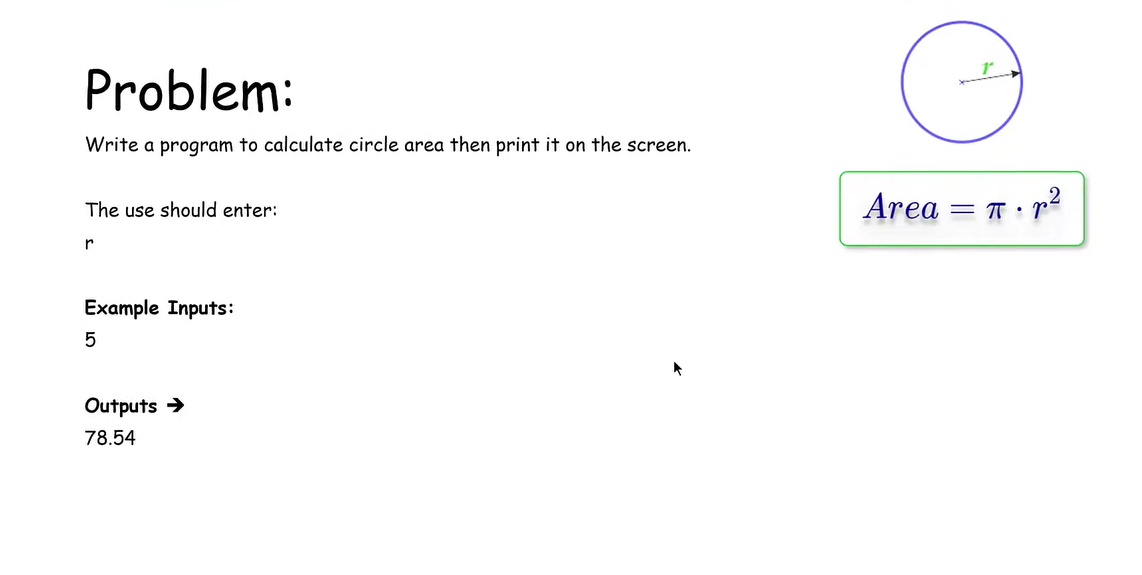 Problem:
Write a program to calculate circle area then print it on the screen.
The use should enter:
r
Example Inputs:
5
Outputs ➔
78.54
r
Area = π · r²